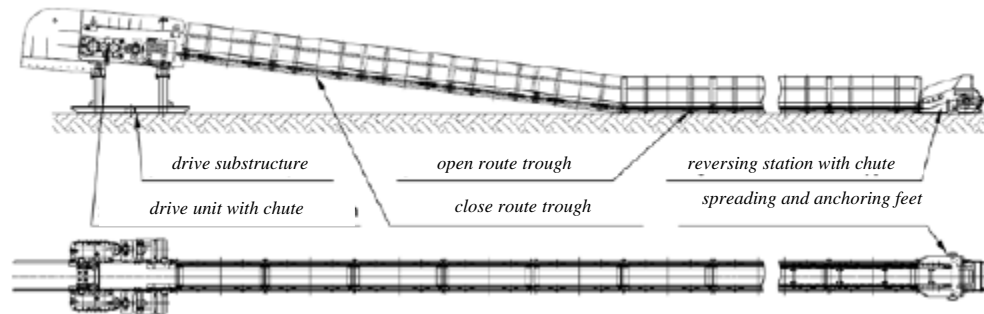 drive substructure
open route trough
reversing station with chute
drive unit with chute
close route trough
spreading and anchoring feet